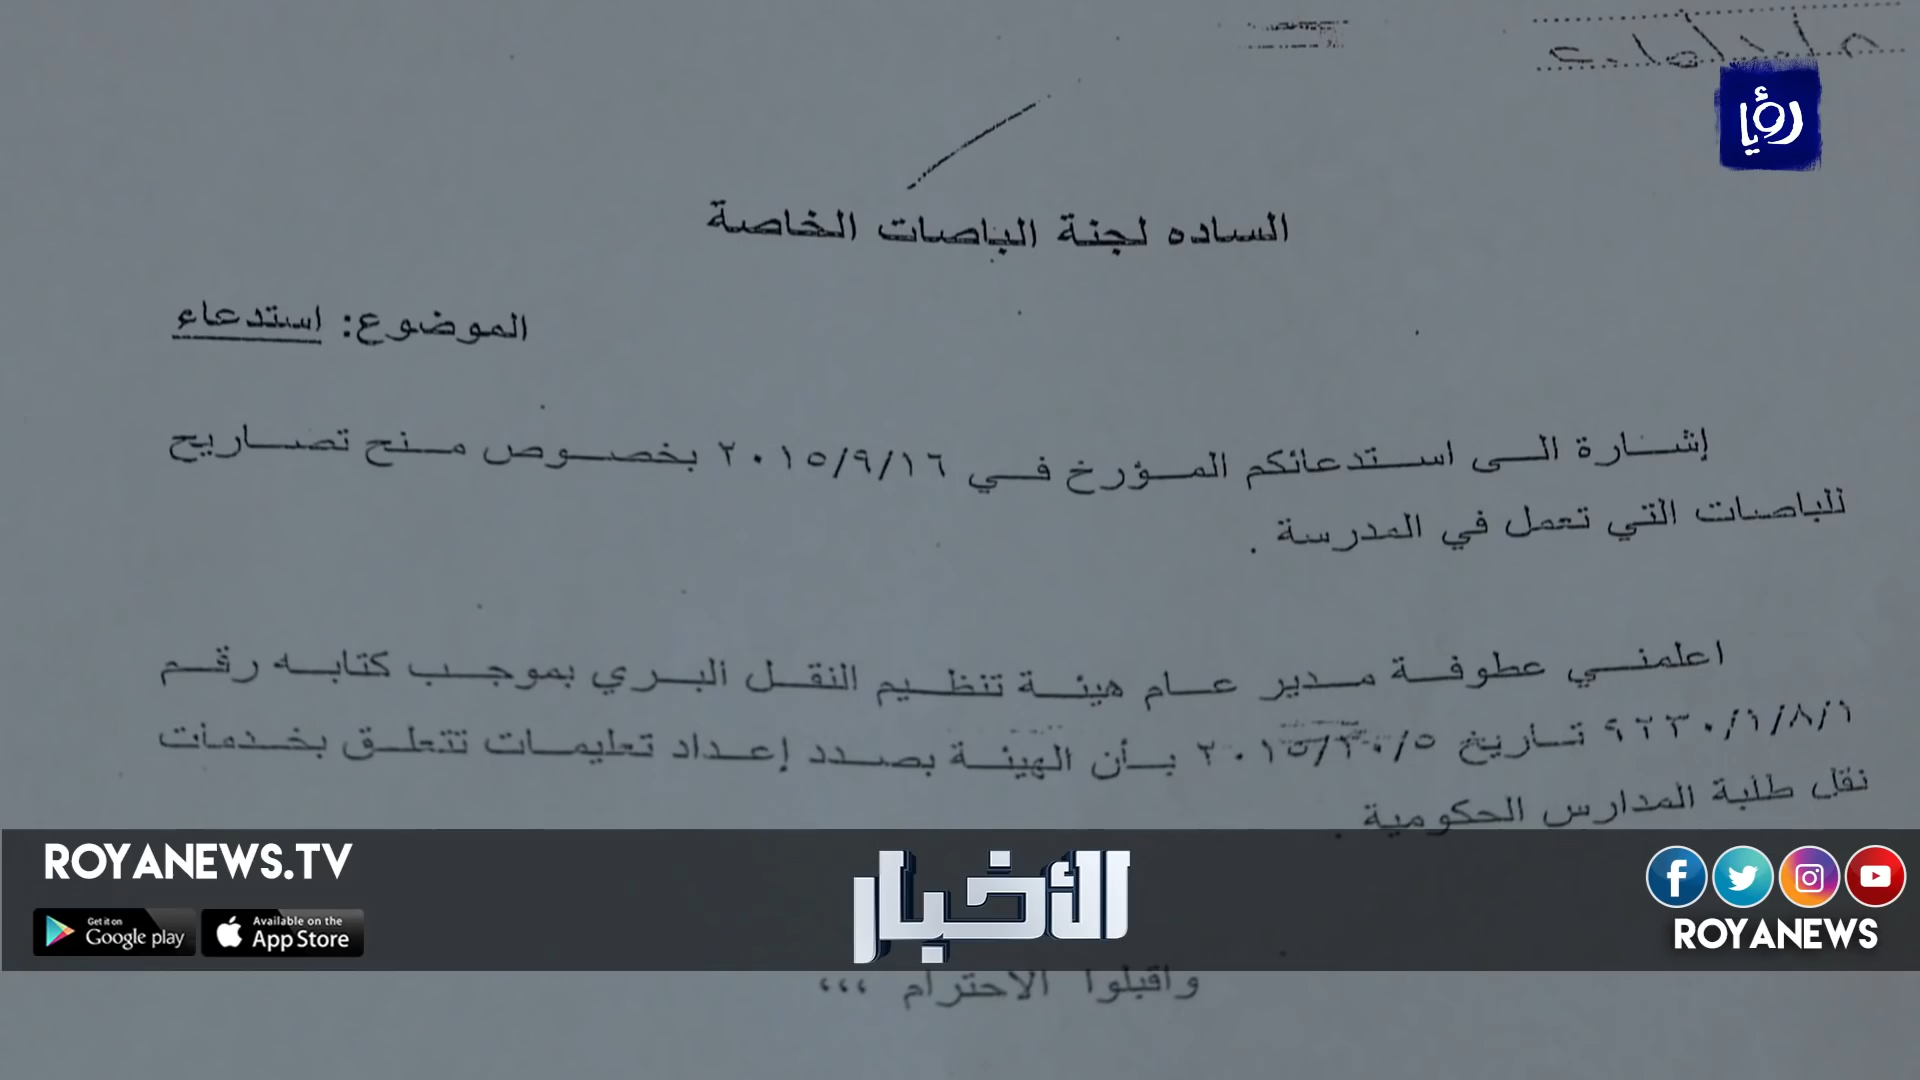 رؤيا
الساده لجنة الباصات الخاصة
الموضوع: استدعاء
إشارة الى استدعائكم المؤرخ في ٢٠١٥/٩/١٦ بخصوص منح تصاريح
للباصات التي تعمل في المدرسة .
اعلمني عطوفة مدير عام هيئة تنظيم النقل البري بموجب كتابه رقم
٩٢٣٠/١/٨/١ تاريخ بأن الهيئة بصدد إعداد تعليمات تتعلق بخدمات
نقل طلبة المدارس الحكومية .
ROYANEWS.TV
Get it on Google play
Available on the App Store
الأخبار
ROYANEWS
واقبلوا الاحترام ،،،